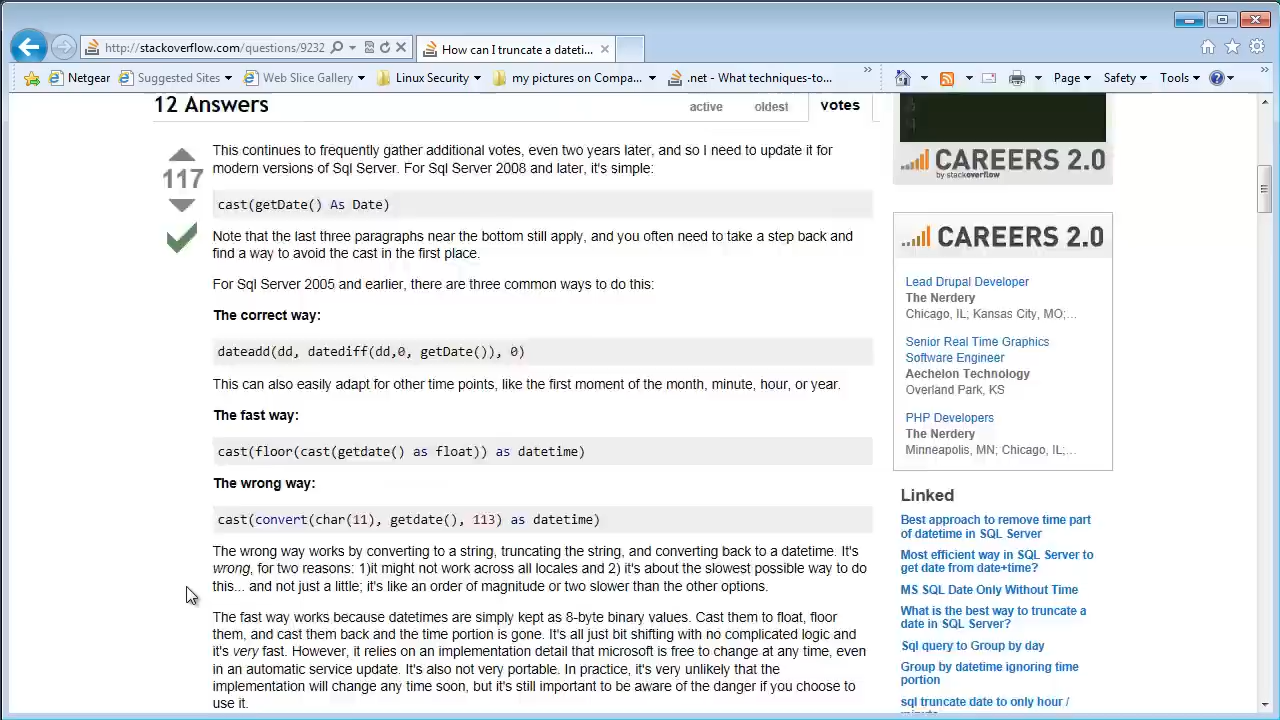 http://stackoverflow.com/questions/9232
How can I truncate a dateti...
Netgear
Suggested Sites
Web Slice Gallery
Linux Security
my pictures on Compa...
.net - What techniques-to...
»
Page
Safety
Tools
»
12 Answers
active
oldest
votes
117
This continues to frequently gather additional votes, even two years later, and so I need to update it for
modern versions of Sql Server. For Sql Server 2008 and later, it's simple:
cast(getDate() As Date)
Note that the last three paragraphs near the bottom still apply, and you often need to take a step back and
find a way to avoid the cast in the first place.
For Sql Server 2005 and earlier, there are three common ways to do this:
The correct way:
dateadd(dd, datediff(dd,0, getDate()), 0)
This can also easily adapt for other time points, like the first moment of the month, minute, hour, or year.
The fast way:
cast(floor(cast(getdate() as float)) as datetime)
The wrong way:
cast(convert(char(11), getdate(), 113) as datetime)
The wrong way works by converting to a string, truncating the string, and converting back to a datetime. It's
wrong, for two reasons: 1)it might not work across all locales and 2) it's about the slowest possible way to do
this... and not just a little; it's like an order of magnitude or two slower than the other options.
The fast way works because datetimes are simply kept as 8-byte binary values. Cast them to float, floor
them, and cast them back and the time portion is gone. It's all just bit shifting with no complicated logic and
it's very fast. However, it relies on an implementation detail that microsoft is free to change at any time, even
in an automatic service update. It's also not very portable. In practice, it's very unlikely that the
implementation will change any time soon, but it's still important to be aware of the danger if you choose to
use it.
CAREERS 2.0
by stackoverflow
CAREERS 2.0
Lead Drupal Developer
The Nerdery
Chicago, IL; Kansas City, MO;...
Senior Real Time Graphics
Software Engineer
Aechelon Technology
Overland Park, KS
PHP Developers
The Nerdery
Minneapolis, MN; Chicago, IL;...
Linked
Best approach to remove time part
of datetime in SQL Server
Most efficient way in SQL Server to
get date from date+time?
MS SQL Date Only Without Time
What is the best way to truncate a
date in SQL Server?
Sql query to Group by day
Group by datetime ignoring time
portion
sql truncate date to only hour /